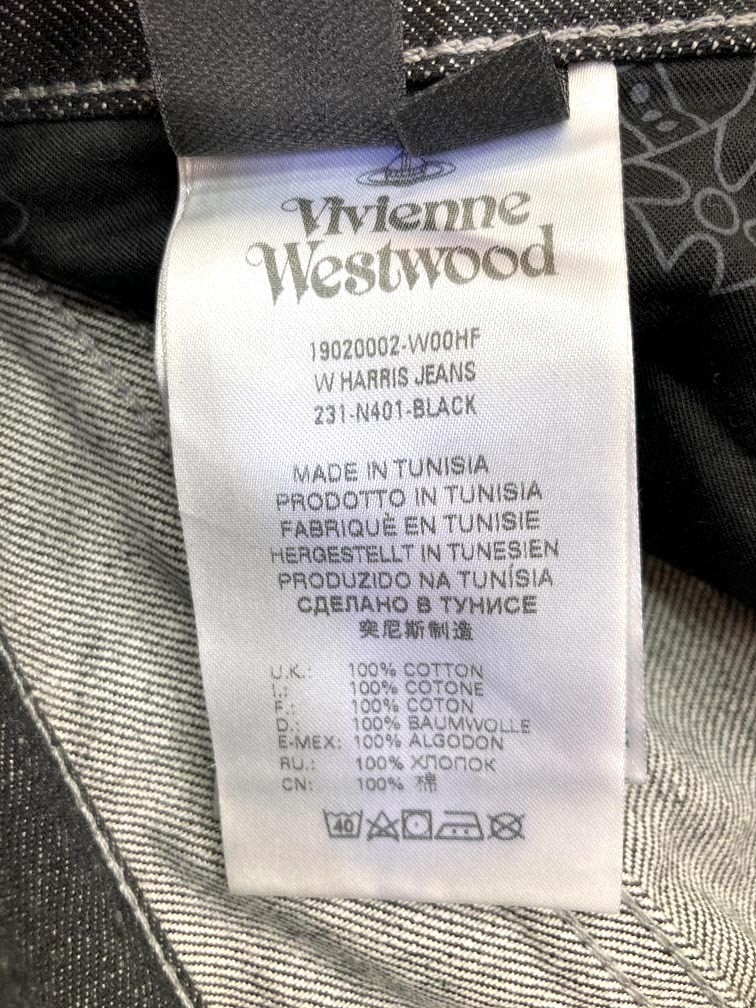 Vivienne
Westwood
19020002-W00HF
W HARRIS JEANS
231-N401-BLACK
MADE IN TUNISIA
PRODOTTO IN TUNISIA
FABRIQUÈ EN TUNISIE
HERGESTELLT IN TUNESIEN
PRODUZIDO NA TUNÍSIA
СДЕЛАНО В ТУНИСЕ
突尼斯制造
U.K.: 100% COTTON
I.: 100% COTONE
F.: 100% COTON
D.: 100% BAUMWOLLE
E-MEX: 100% ALGODON
RU.: 100% ХЛОПОК
CN: 100% 棉
40